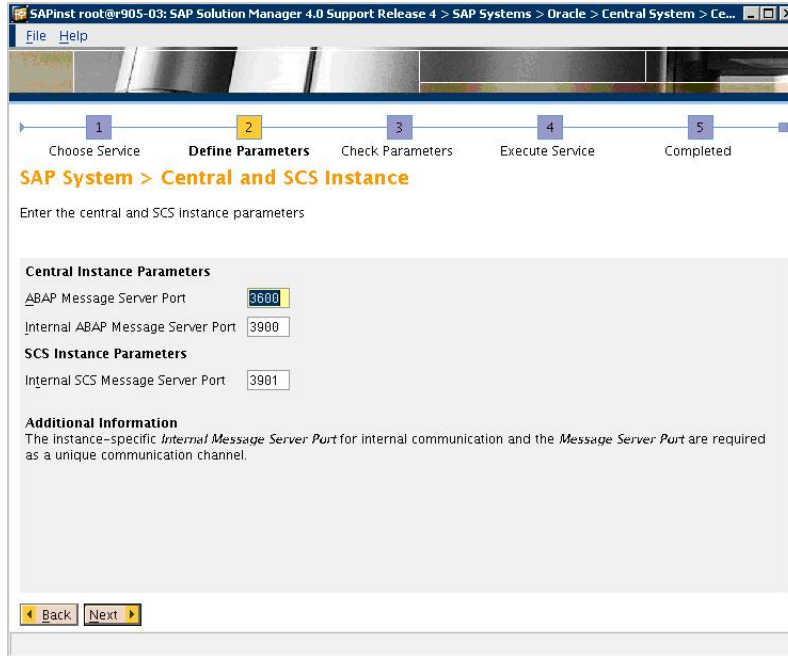 SAPinst root@r905-03: SAP Solution Manager 4.0 Support Release 4 > SAP Systems > Oracle > Central System > Ce...
File Help
1 2 3 4 5
Choose Service Define Parameters Check Parameters Execute Service Completed
SAP System > Central and SCS Instance
Enter the central and SCS instance parameters
Central Instance Parameters
ABAP Message Server Port 3600
Internal ABAP Message Server Port 3900
SCS Instance Parameters
Internal SCS Message Server Port 3901
Additional Information
The instance-specific Internal Message Server Port for internal communication and the Message Server Port are required
as a unique communication channel.
Back Next